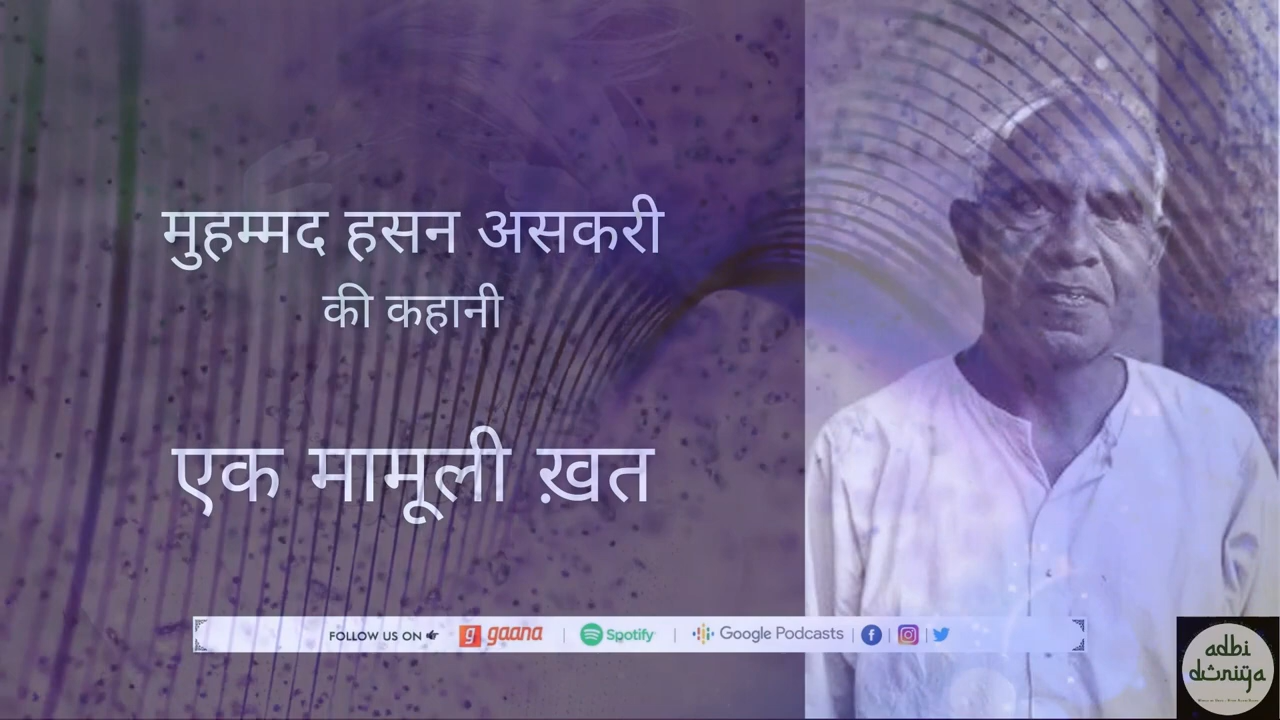 मुहम्मद हसन असकरी
की कहानी
एक मामूली ख़त
FOLLOW US ON gaana Spotify Google Podcasts
adbi
duniya